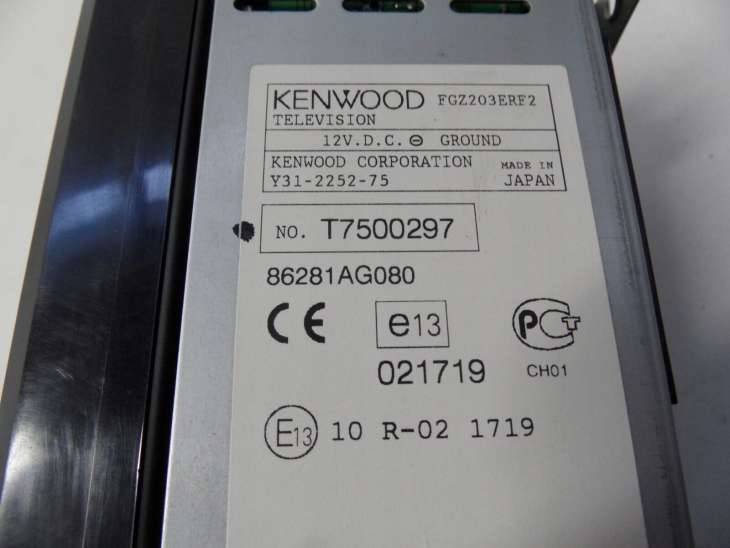 KENWOOD FGZ203ERF2
TELEVISION
12V.D.C. ⊖ GROUND
KENWOOD CORPORATION MADE IN
Y31-2252-75 JAPAN
NO. T7500297
86281AG080
CE e13 PCT
021719 CH01
E13 10 R-02 1719